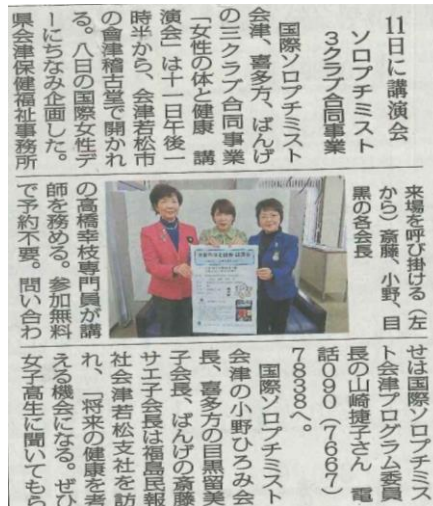 11日に講演会
ソロプチミスト
3クラブ合同事業
国際ソロプチミスト
会津、喜多方、ばんげ
の三クラブ合同事業
「女性の体と健康 講
演会」は十一日午後一
時半から、会津若松市
の會津稽古堂で開かれ
る。八日の国際女性デ
ーにちなみ企画した。
県会津保健福祉事務所
の高橋幸枝専門員が講
師を務める。参加無料
で予約不要。問い合わ
来場を呼び掛ける(左
から)斎藤、小野、目
黒の各会長
せは国際ソロプチミス
ト会津プログラム委員
長の山崎捷子さん 電
話090(7667)
7838へ。
国際ソロプチミスト
会津の小野ひろみ会
長、喜多方の目黒留美
子会長、ばんげの斎藤
サエ子会長は福島民報
社会津若松支社を訪
れ、「将来の健康を考
える機会になる。ぜひ
女子高生に聞いてもら